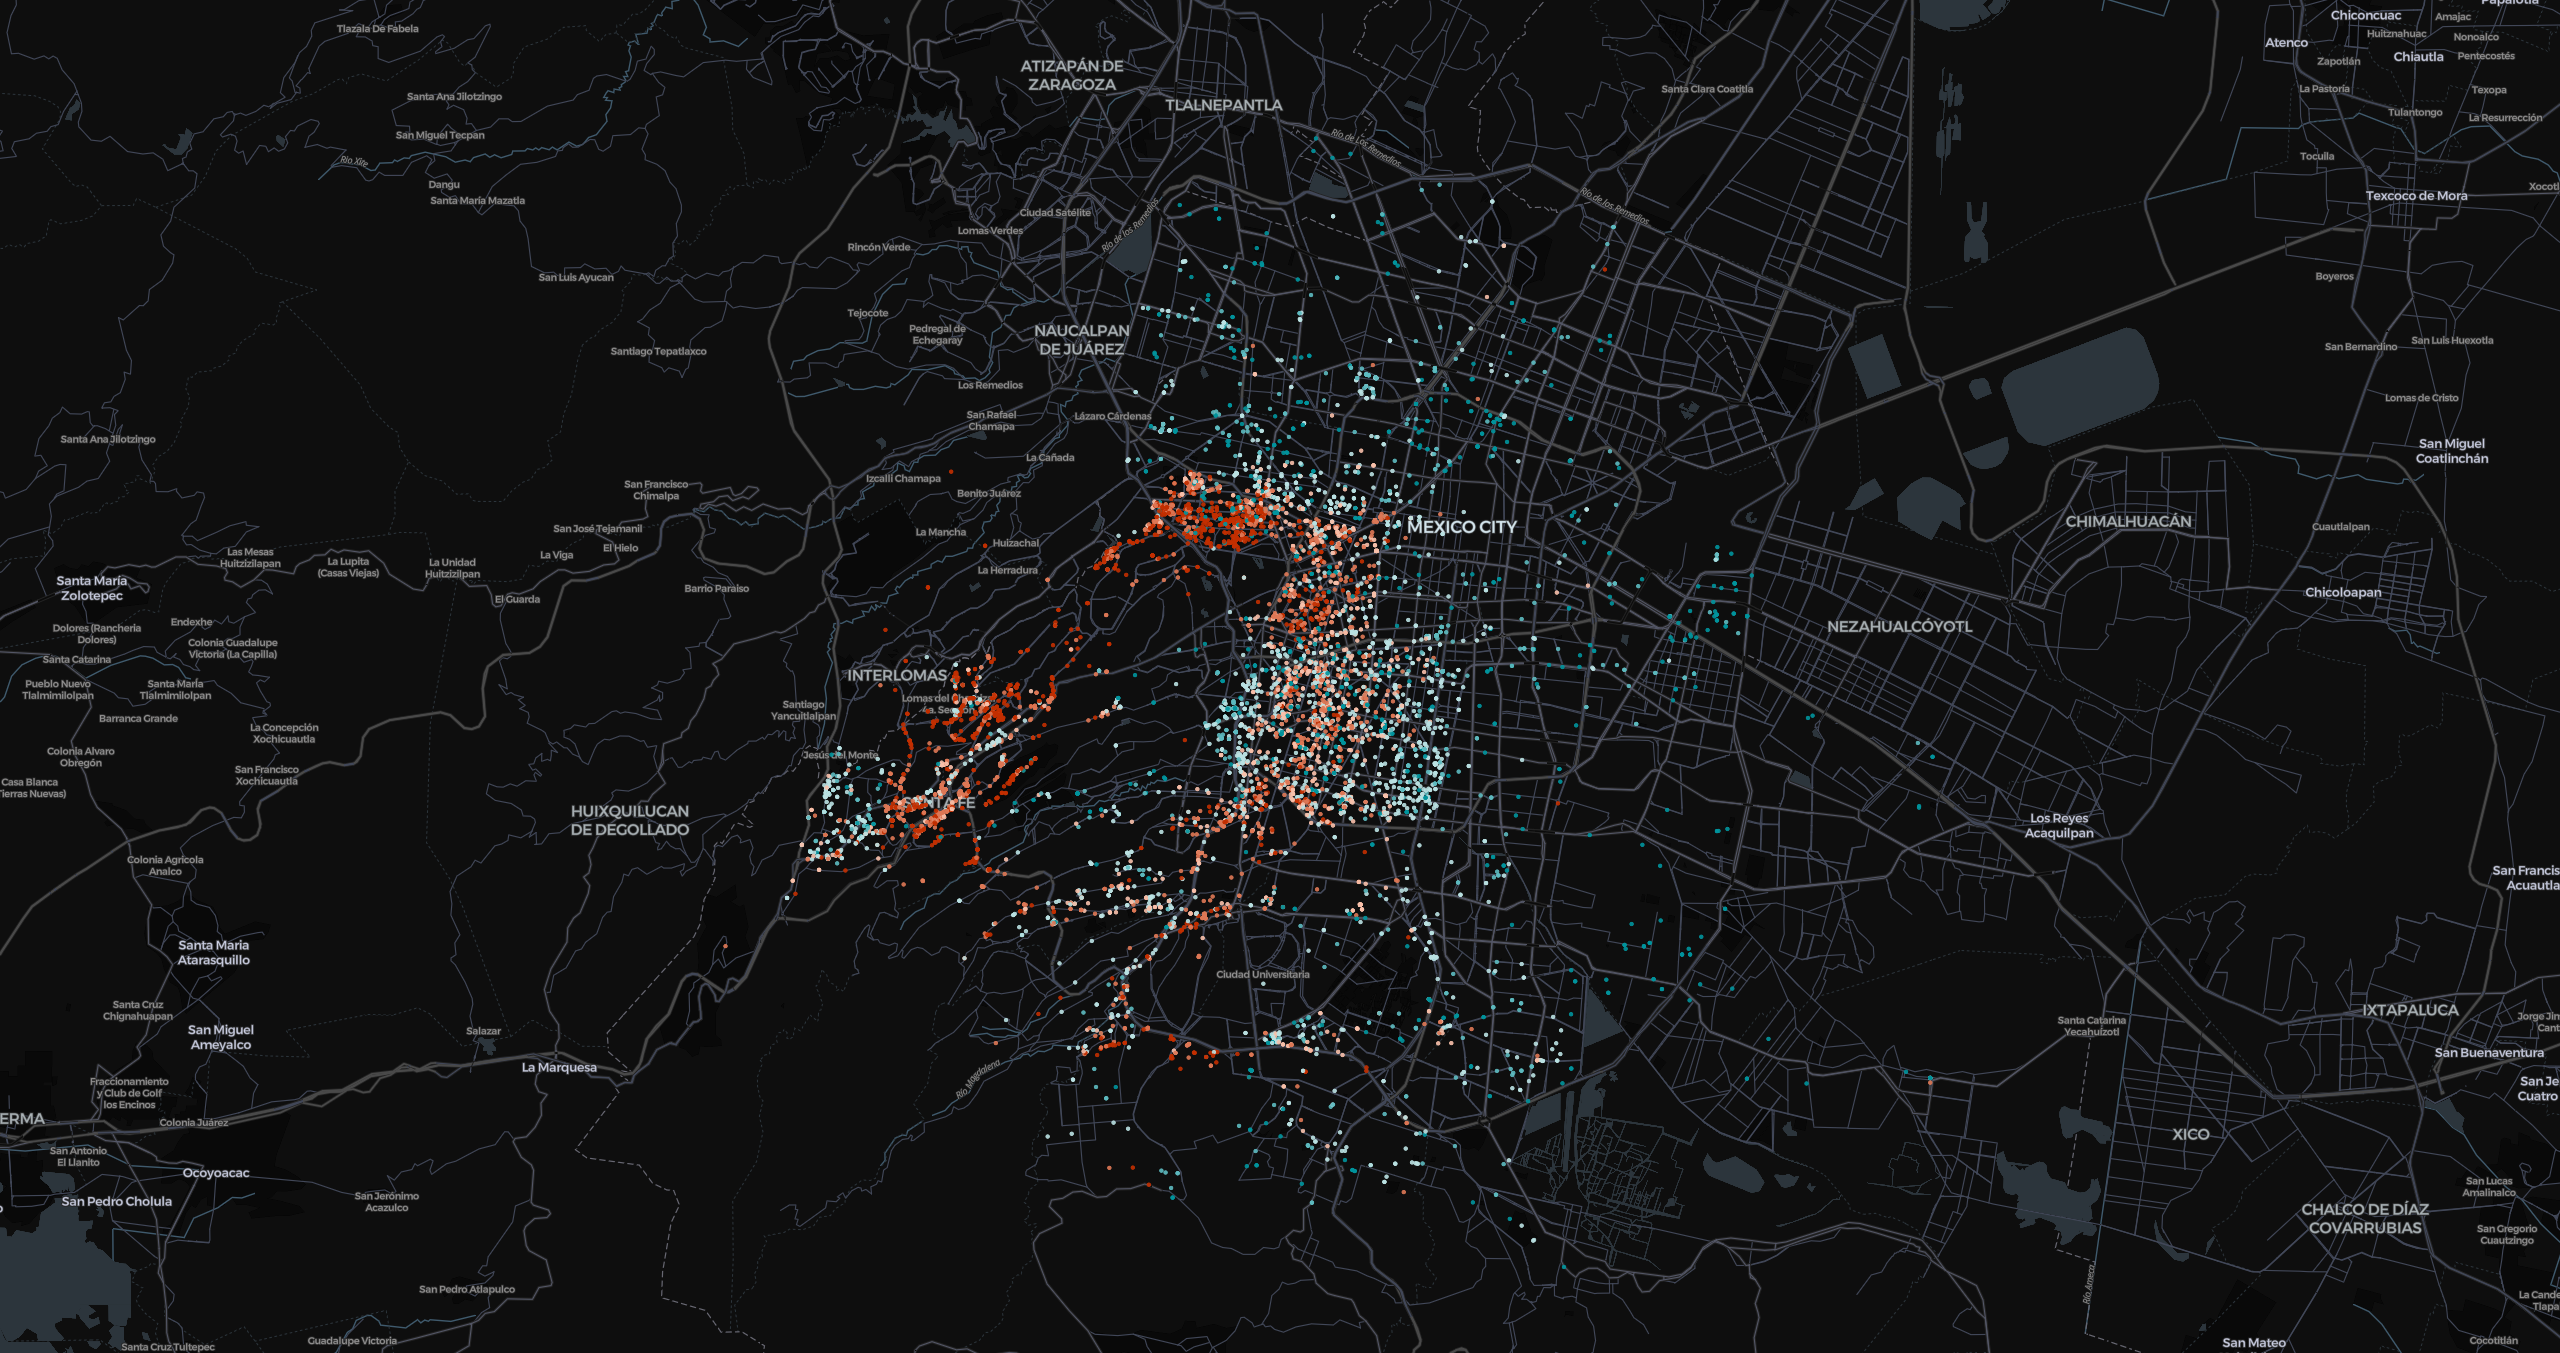 Tlazala De Fabela
Santa Ana Jilotzingo
San Miguel Tecpan
Río Xite
Dangu
Santa María Mazatla
San Luis Ayucan
Santiago Tepatlaxco
Santa Ana Jilotzingo
ATIZAPÁN DE
ZARAGOZA
TLALNEPANTLA
Río de Los Remedios
Ciudad Satélite
Río de los Remedios
Lomas Verdes
Rincón Verde
Tejocote
Pedregal de
Echegaray
NAUCALPAN
DE JUÁREZ
Los Remedios
San Rafael
Chamapa
Lázaro Cárdenas
La Cañada
Izcalli Chamapa
Benito Juárez
La Mancha
Huizachal
La Herradura
Santa Clara Coatitla
Río de los Remedios
Chiconcuac
Papalotla
Amajac
Atenco
Huitznahuac
Nonoalco
Chiautla
Pentecostés
Zapotlán
La Pastoría
Texopa
Tulantongo
La Resurrección
Tocuila
Xocotl
Texcoco de Mora
Boyeros
San Bernardino
San Luis Huexotla
Lomas de Cristo
San Miguel
Coatlinchán
CHIMALHUACÁN
Cuautlalpan
Chicoloapan
MEXICO CITY
NEZAHUALCÓYOTL
San Francisco
Chimalpa
San José Tejamanil
La Viga
El Hielo
Las Mesas
Huitzizilapan
La Lupita
(Casas Viejas)
La Unidad
Huitzizilpan
El Guarda
Barrio Paraiso
Santa María
Zolotepec
Endexhe
Dolores (Ranchería
Dolores)
Colonia Guadalupe
Victoria (La Capilla)
Santa Catarina
Pueblo Nuevo
Tlalmimilolpan
Santa María
Tlalmimilolpan
Barranca Grande
La Concepción
Xochicuautla
Colonia Alvaro
Obregón
San Francisco
Xochicuautla
Casa Blanca
Tierras Nuevas)
INTERLOMAS
Lomas del
Santiago
Yancuitlalpan
Jesús del Monte
SANTA FE
HUIXQUILUCAN
DE DEGOLLADO
Los Reyes
Acaquilpan
Colonia Agrícola
Analco
San Francis
Acuautla
Santa Maria
Atarasquillo
Ciudad Universitaria
Santa Cruz
Chignahuapan
San Miguel
Ameyalco
Salazar
La Marquesa
Río Magdalena
Santa Catarina
Yecahuizotl
IXTAPALUCA
Jorge Jim
Cant
San Buenaventura
San Je
Cuatro
Fraccionamiento
y Club de Golf
los Encinos
ERMA
Colonia Juárez
San Antonio
El Llanito
Ocoyoacac
San Pedro Cholula
San Jerónimo
Acazulco
XICO
San Lucas
Amalinalco
CHALCO DE DÍAZ
COVARRUBIAS
San Gregorio
Cuautzingo
Río Ameca
La Cande
Tlapa
San Pedro Atlapulco
Guadalupe Victoria
Santa Cruz Tultepec
San Mateo
Cocotitlán